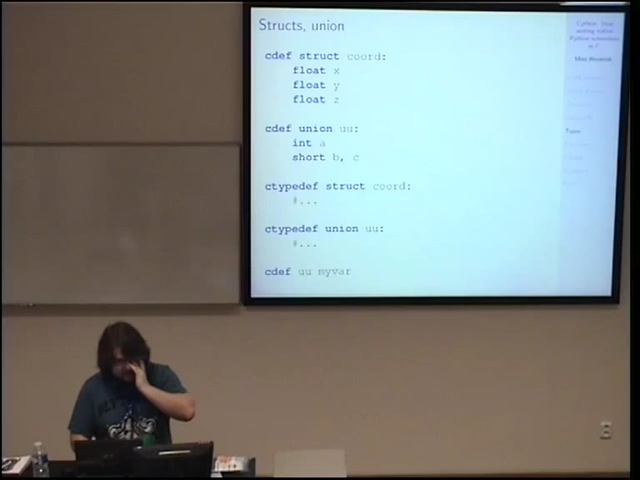 Structs, union
cdef struct coord:
float x
float y
float z
cdef union uu:
int a
short b, c
ctypedef struct coord:
#...
ctypedef union uu:
#...
cdef uu myvar
Types